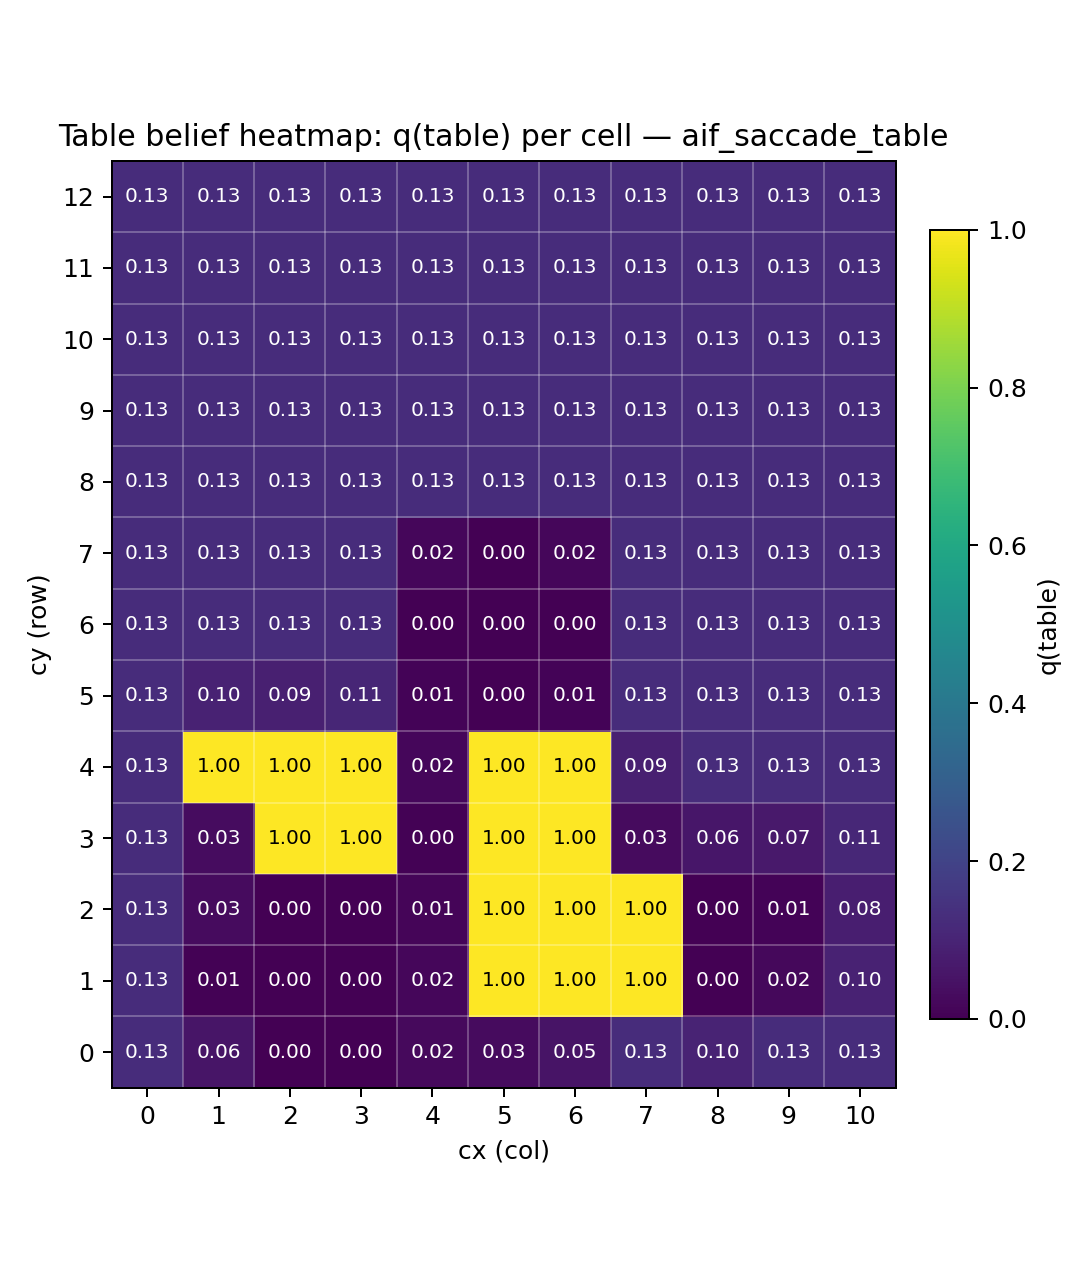 Table belief heatmap: q(table) per cell — aif_saccade_table
12 0.13 0.13 0.13 0.13 0.13 0.13 0.13 0.13 0.13 0.13 0.13
11 0.13 0.13 0.13 0.13 0.13 0.13 0.13 0.13 0.13 0.13 0.13
10 0.13 0.13 0.13 0.13 0.13 0.13 0.13 0.13 0.13 0.13 0.13
9 0.13 0.13 0.13 0.13 0.13 0.13 0.13 0.13 0.13 0.13 0.13
8 0.13 0.13 0.13 0.13 0.13 0.13 0.13 0.13 0.13 0.13 0.13
7 0.13 0.13 0.13 0.13 0.02 0.00 0.02 0.13 0.13 0.13 0.13
6 0.13 0.13 0.13 0.13 0.00 0.00 0.00 0.13 0.13 0.13 0.13
5 0.13 0.10 0.09 0.11 0.01 0.00 0.01 0.13 0.13 0.13 0.13
4 0.13 1.00 1.00 1.00 0.02 1.00 1.00 0.09 0.13 0.13 0.13
3 0.13 0.03 1.00 1.00 0.00 1.00 1.00 0.03 0.06 0.07 0.11
2 0.13 0.03 0.00 0.00 0.01 1.00 1.00 1.00 0.00 0.01 0.08
1 0.13 0.01 0.00 0.00 0.02 1.00 1.00 1.00 0.00 0.02 0.10
0 0.13 0.06 0.00 0.00 0.02 0.03 0.05 0.13 0.10 0.13 0.13
0 1 2 3 4 5 6 7 8 9 10
cx (col)
cy (row)
1.0
0.8
0.6
0.4
0.2
0.0
q(table)